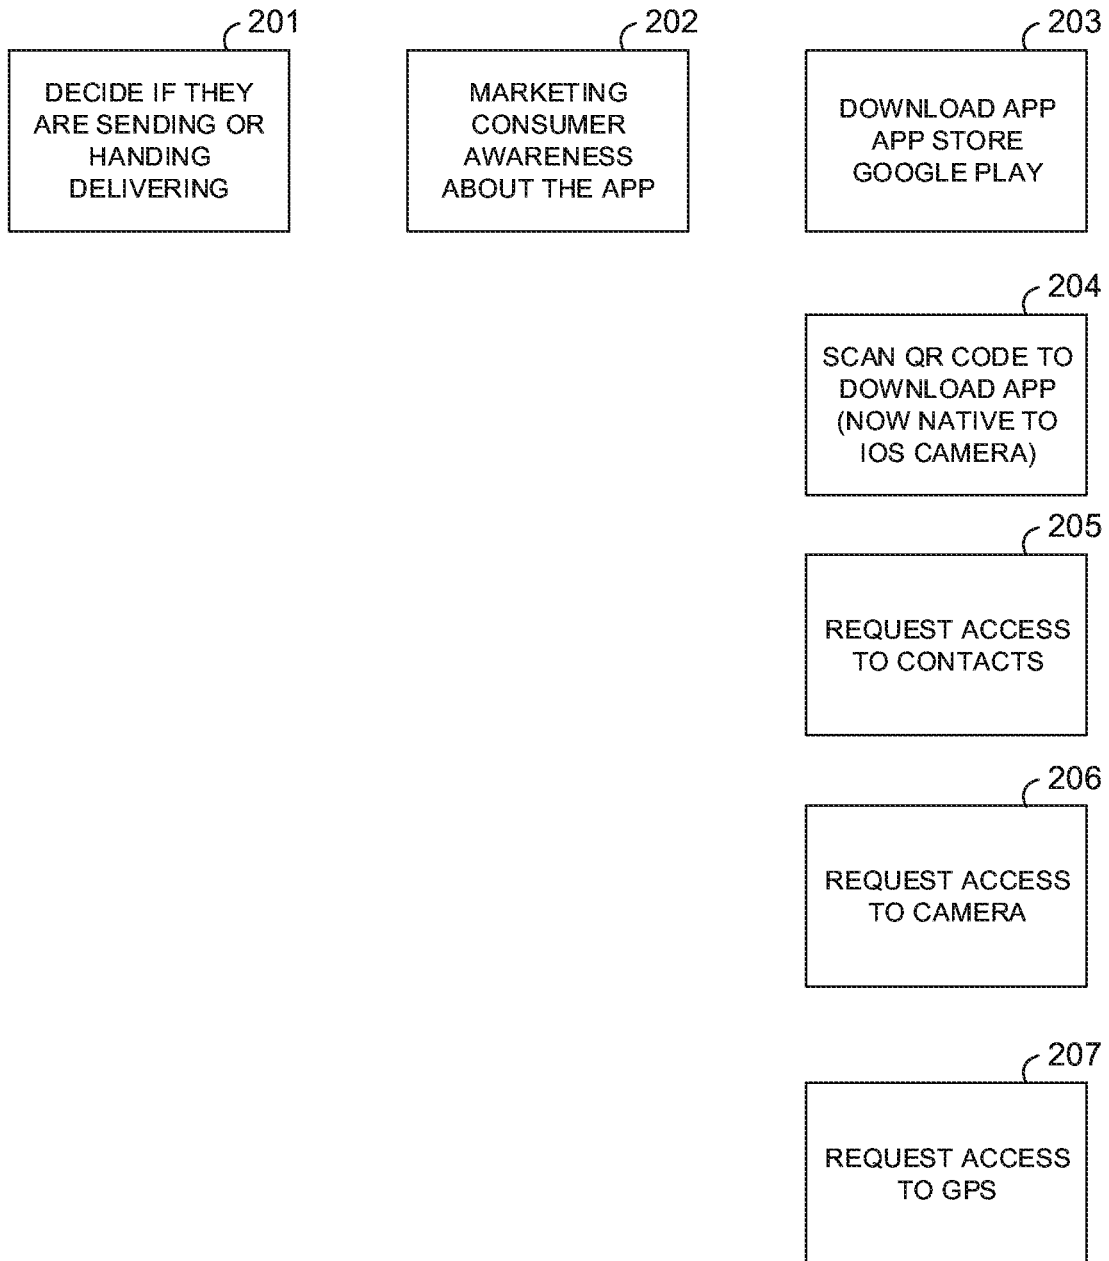 201
DECIDE IF THEY
ARE SENDING OR
HANDING
DELIVERING
202
MARKETING
CONSUMER
AWARENESS
ABOUT THE APP
203
DOWNLOAD APP
APP STORE
GOOGLE PLAY
204
SCAN QR CODE TO
DOWNLOAD APP
(NOW NATIVE TO
IOS CAMERA)
205
REQUEST ACCESS
TO CONTACTS
206
REQUEST ACCESS
TO CAMERA
207
REQUEST ACCESS
TO GPS